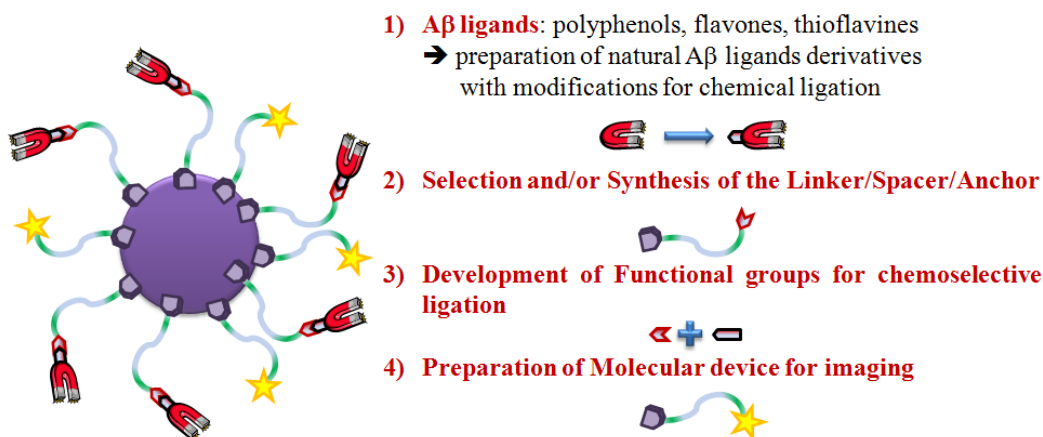 1) Aβ ligands: polyphenols, flavones, thioflavines
➔ preparation of natural Aβ ligands derivatives
with modifications for chemical ligation
2) Selection and/or Synthesis of the Linker/Spacer/Anchor
3) Development of Functional groups for chemoselective
ligation
4) Preparation of Molecular device for imaging